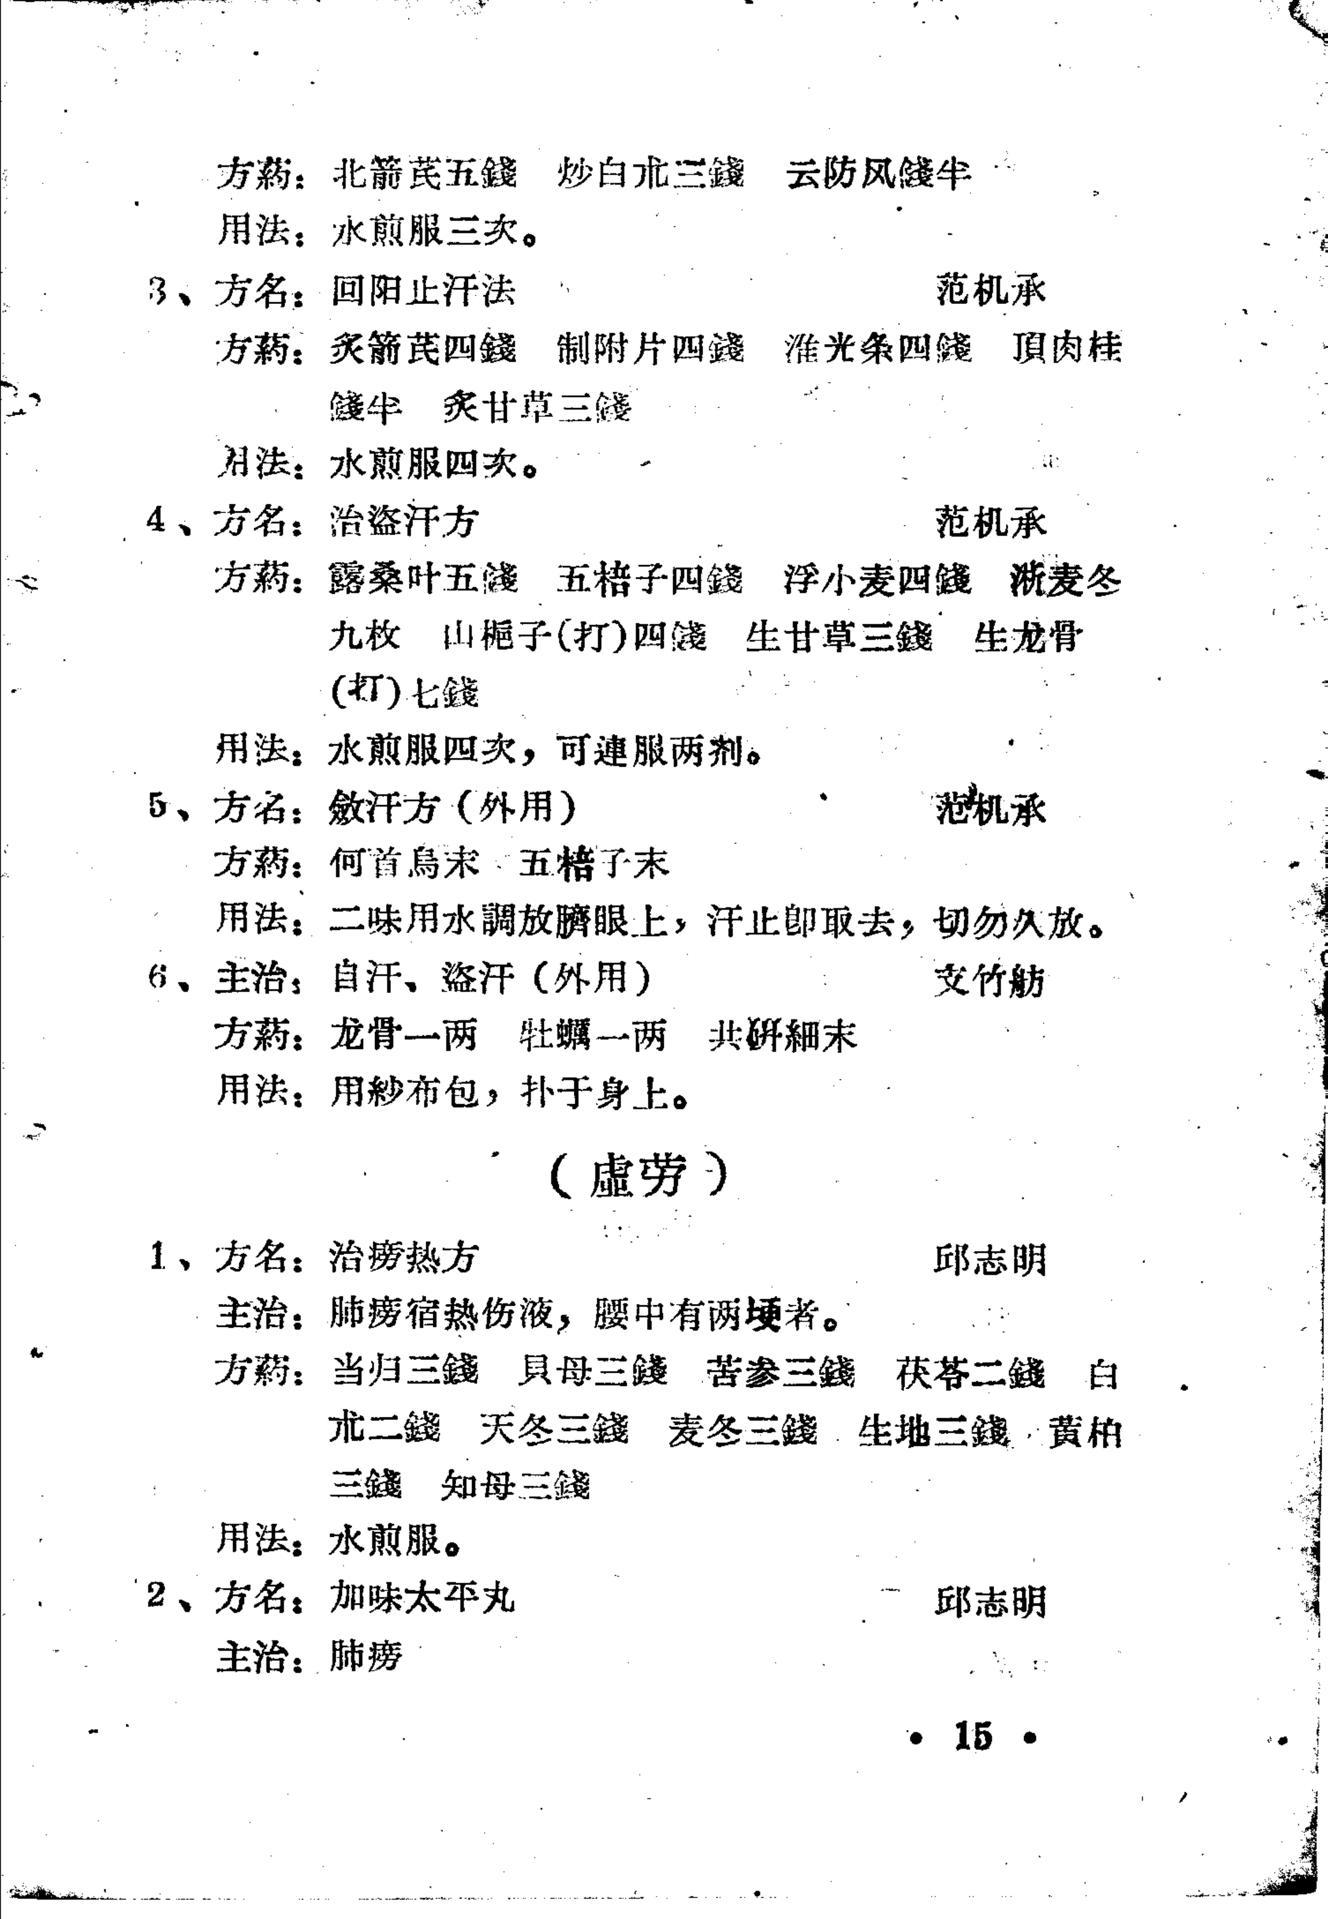 方药：北箭芪五錢　炒白朮三錢　云防风錢半
用法：水煎服三次。
3、方名：回阳止汗法　范机承
方药：炙箭芪四錢　制附片四錢　淮光条四錢　頂肉桂
錢半　炙甘草三錢
用法：水煎服四次。
4、方名：治盜汗方　范机承
方药：露桑叶五錢　五棓子四錢　浮小麦四錢　浙麦冬
九枚　山梔子(打)四錢　生甘草三錢　生龙骨
(打)七錢
用法：水煎服四次，可連服两剂。
5、方名：斂汗方（外用）　范机承
方药：何首烏末　五棓子末
用法：二味用水調放臍眼上，汗止卽取去，切勿久放。
6、主治：自汗、盜汗（外用）　支竹舫
方药：龙骨一两　牡蠣一两　共硏細末
用法：用紗布包，扑于身上。
（虛劳）
1、方名：治痨热方　邱志明
主治：肺痨宿热伤液，腰中有两埂者。
方药：当归三錢　貝母三錢　苦参三錢　茯苓二錢　白
朮二錢　天冬三錢　麦冬三錢　生地三錢　黃柏
三錢　知母三錢
用法：水煎服。
2、方名：加味太平丸　邱志明
主治：肺痨
• 15 •